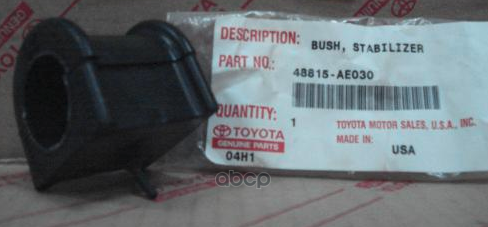 DESCRIPTION: BUSH, STABILIZER
PART NO.: 48815-AE030
QUANTITY: 1
TOYOTA
GENUINE PARTS
04H1
TOYOTA MOTOR SALES, U.S.A., INC.
MADE IN: USA
abcp